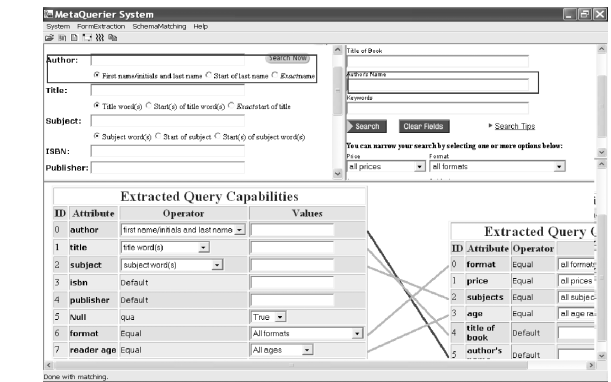 MetaQuerier System
System FormExtraction SchemaMatching Help
Author:
Search Now
First name/initials and last name Start of last name Exact name
Title:
Title word(s) Start(s) of title word(s) Exact start of title
Subject:
Subject word(s) Start of subject Start(s) of subject word(s)
ISBN:
Publisher:
Title of Book
Author's Name
Keywords
Search Clear Fields Search Tips
You can narrow your search by selecting one or more options below:
Price Format
all prices all formats
Extracted Query Capabilities
ID Attribute Operator Values
0 author first name/initials and last name
1 title title word(s)
2 subject subject word(s)
3 isbn Default
4 publisher Default
5 Null qua True
6 format Equal All formats
7 reader age Equal All ages
Extracted Query C
ID Attribute Operator
0 format Equal all formats
1 price Equal all prices
2 subjects Equal all subjec
3 age Equal all age ra
4 title of book Default
5 author's Default
Done with matching.